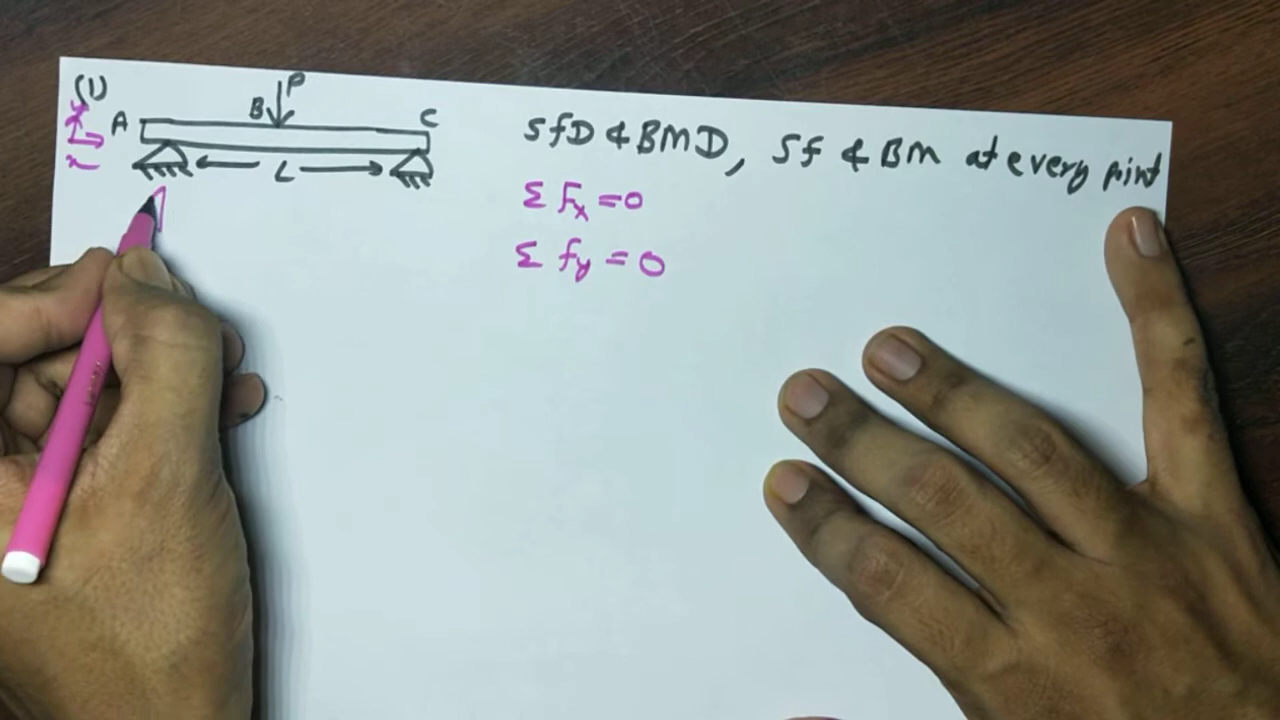 (1)
P
B
A
C
L
y
x
SfD & BMD, Sf & BM at every point
Σ Fx = 0
Σ fy = 0